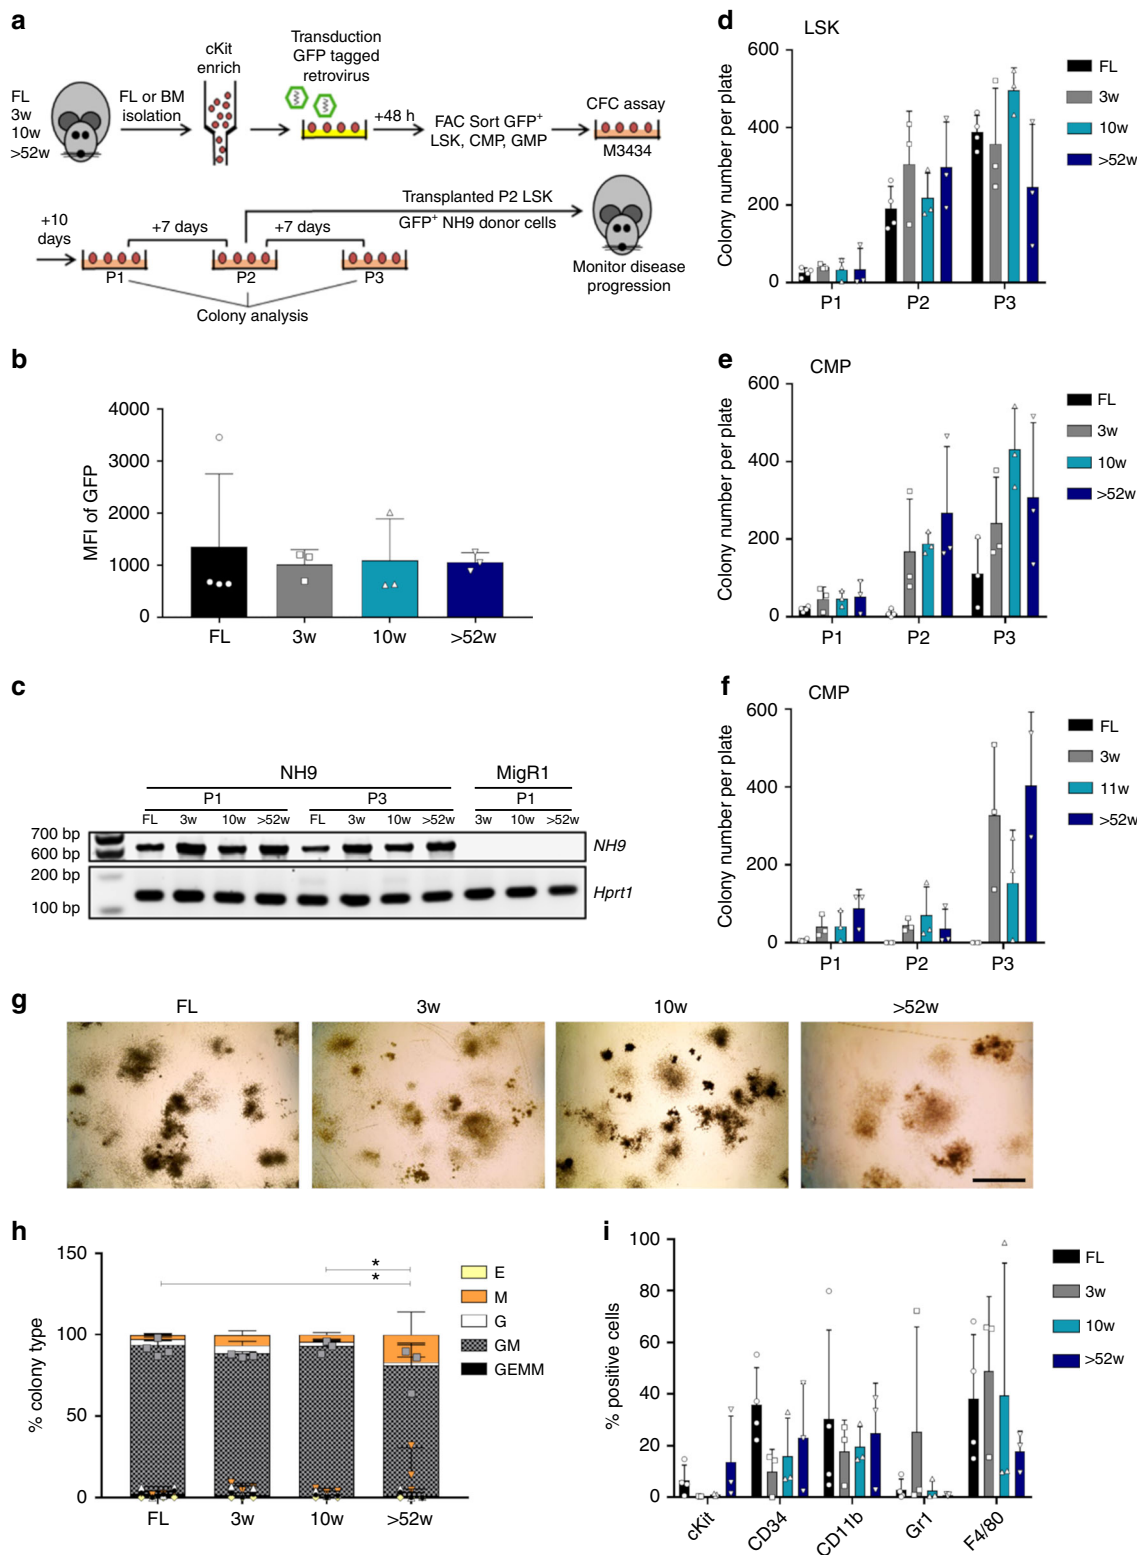 a
FL
3w
10w
>52w
FL or BM
isolation
cKit
enrich
Transduction
GFP tagged
retrovirus
+48 h
FAC Sort GFP+
LSK, CMP, GMP
CFC assay
M3434
+10
days
+7 days
+7 days
P1
P2
P3
Colony analysis
Transplanted P2 LSK
GFP+ NH9 donor cells
Monitor disease
progression
b
MFI of GFP
4000
3000
2000
1000
0
FL
3w
10w
>52w
c
NH9
MigR1
P1
P3
P1
FL 3w 10w >52w FL 3w 10w >52w 3w 10w >52w
700 bp
600 bp
NH9
200 bp
100 bp
Hprt1
d
LSK
Colony number per plate
600
400
200
0
P1
P2
P3
FL
3w
10w
>52w
e
CMP
Colony number per plate
600
400
200
0
P1
P2
P3
FL
3w
10w
>52w
f
CMP
Colony number per plate
600
400
200
0
P1
P2
P3
FL
3w
11w
>52w
g
FL
3w
10w
>52w
h
% colony type
150
100
50
0
*
*
FL
3w
10w
>52w
E
M
G
GM
GEMM
i
% positive cells
100
80
60
40
20
0
cKit
CD34
CD11b
Gr1
F4/80
FL
3w
10w
>52w